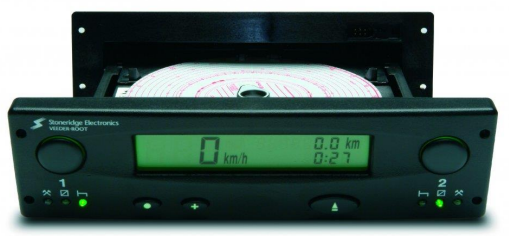 Stoneridge Electronics
VEEDER-ROOT
0 km/h
0.0 km
0:27
1
2